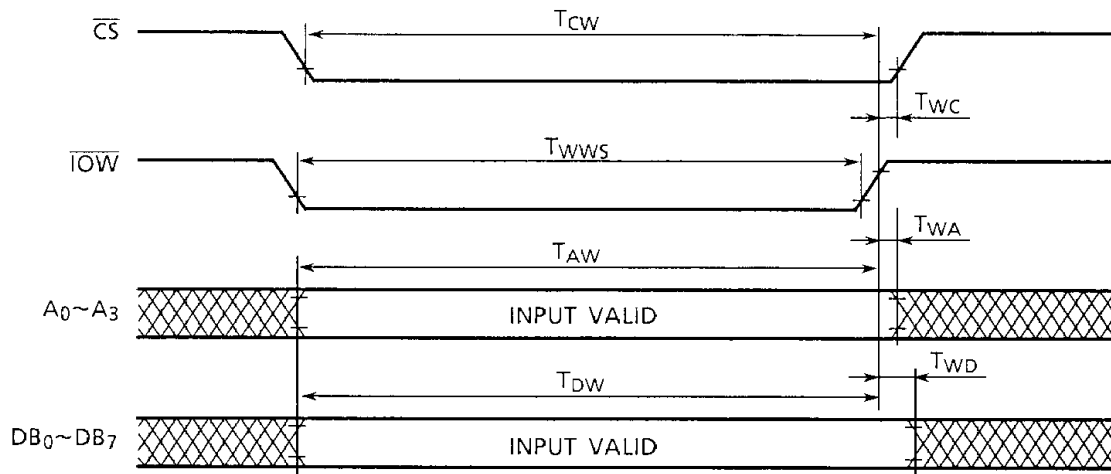 CS
TCW
TWC
IOW
TWWS
TWA
TAW
A0~A3
INPUT VALID
TWD
TDW
DB0~DB7
INPUT VALID